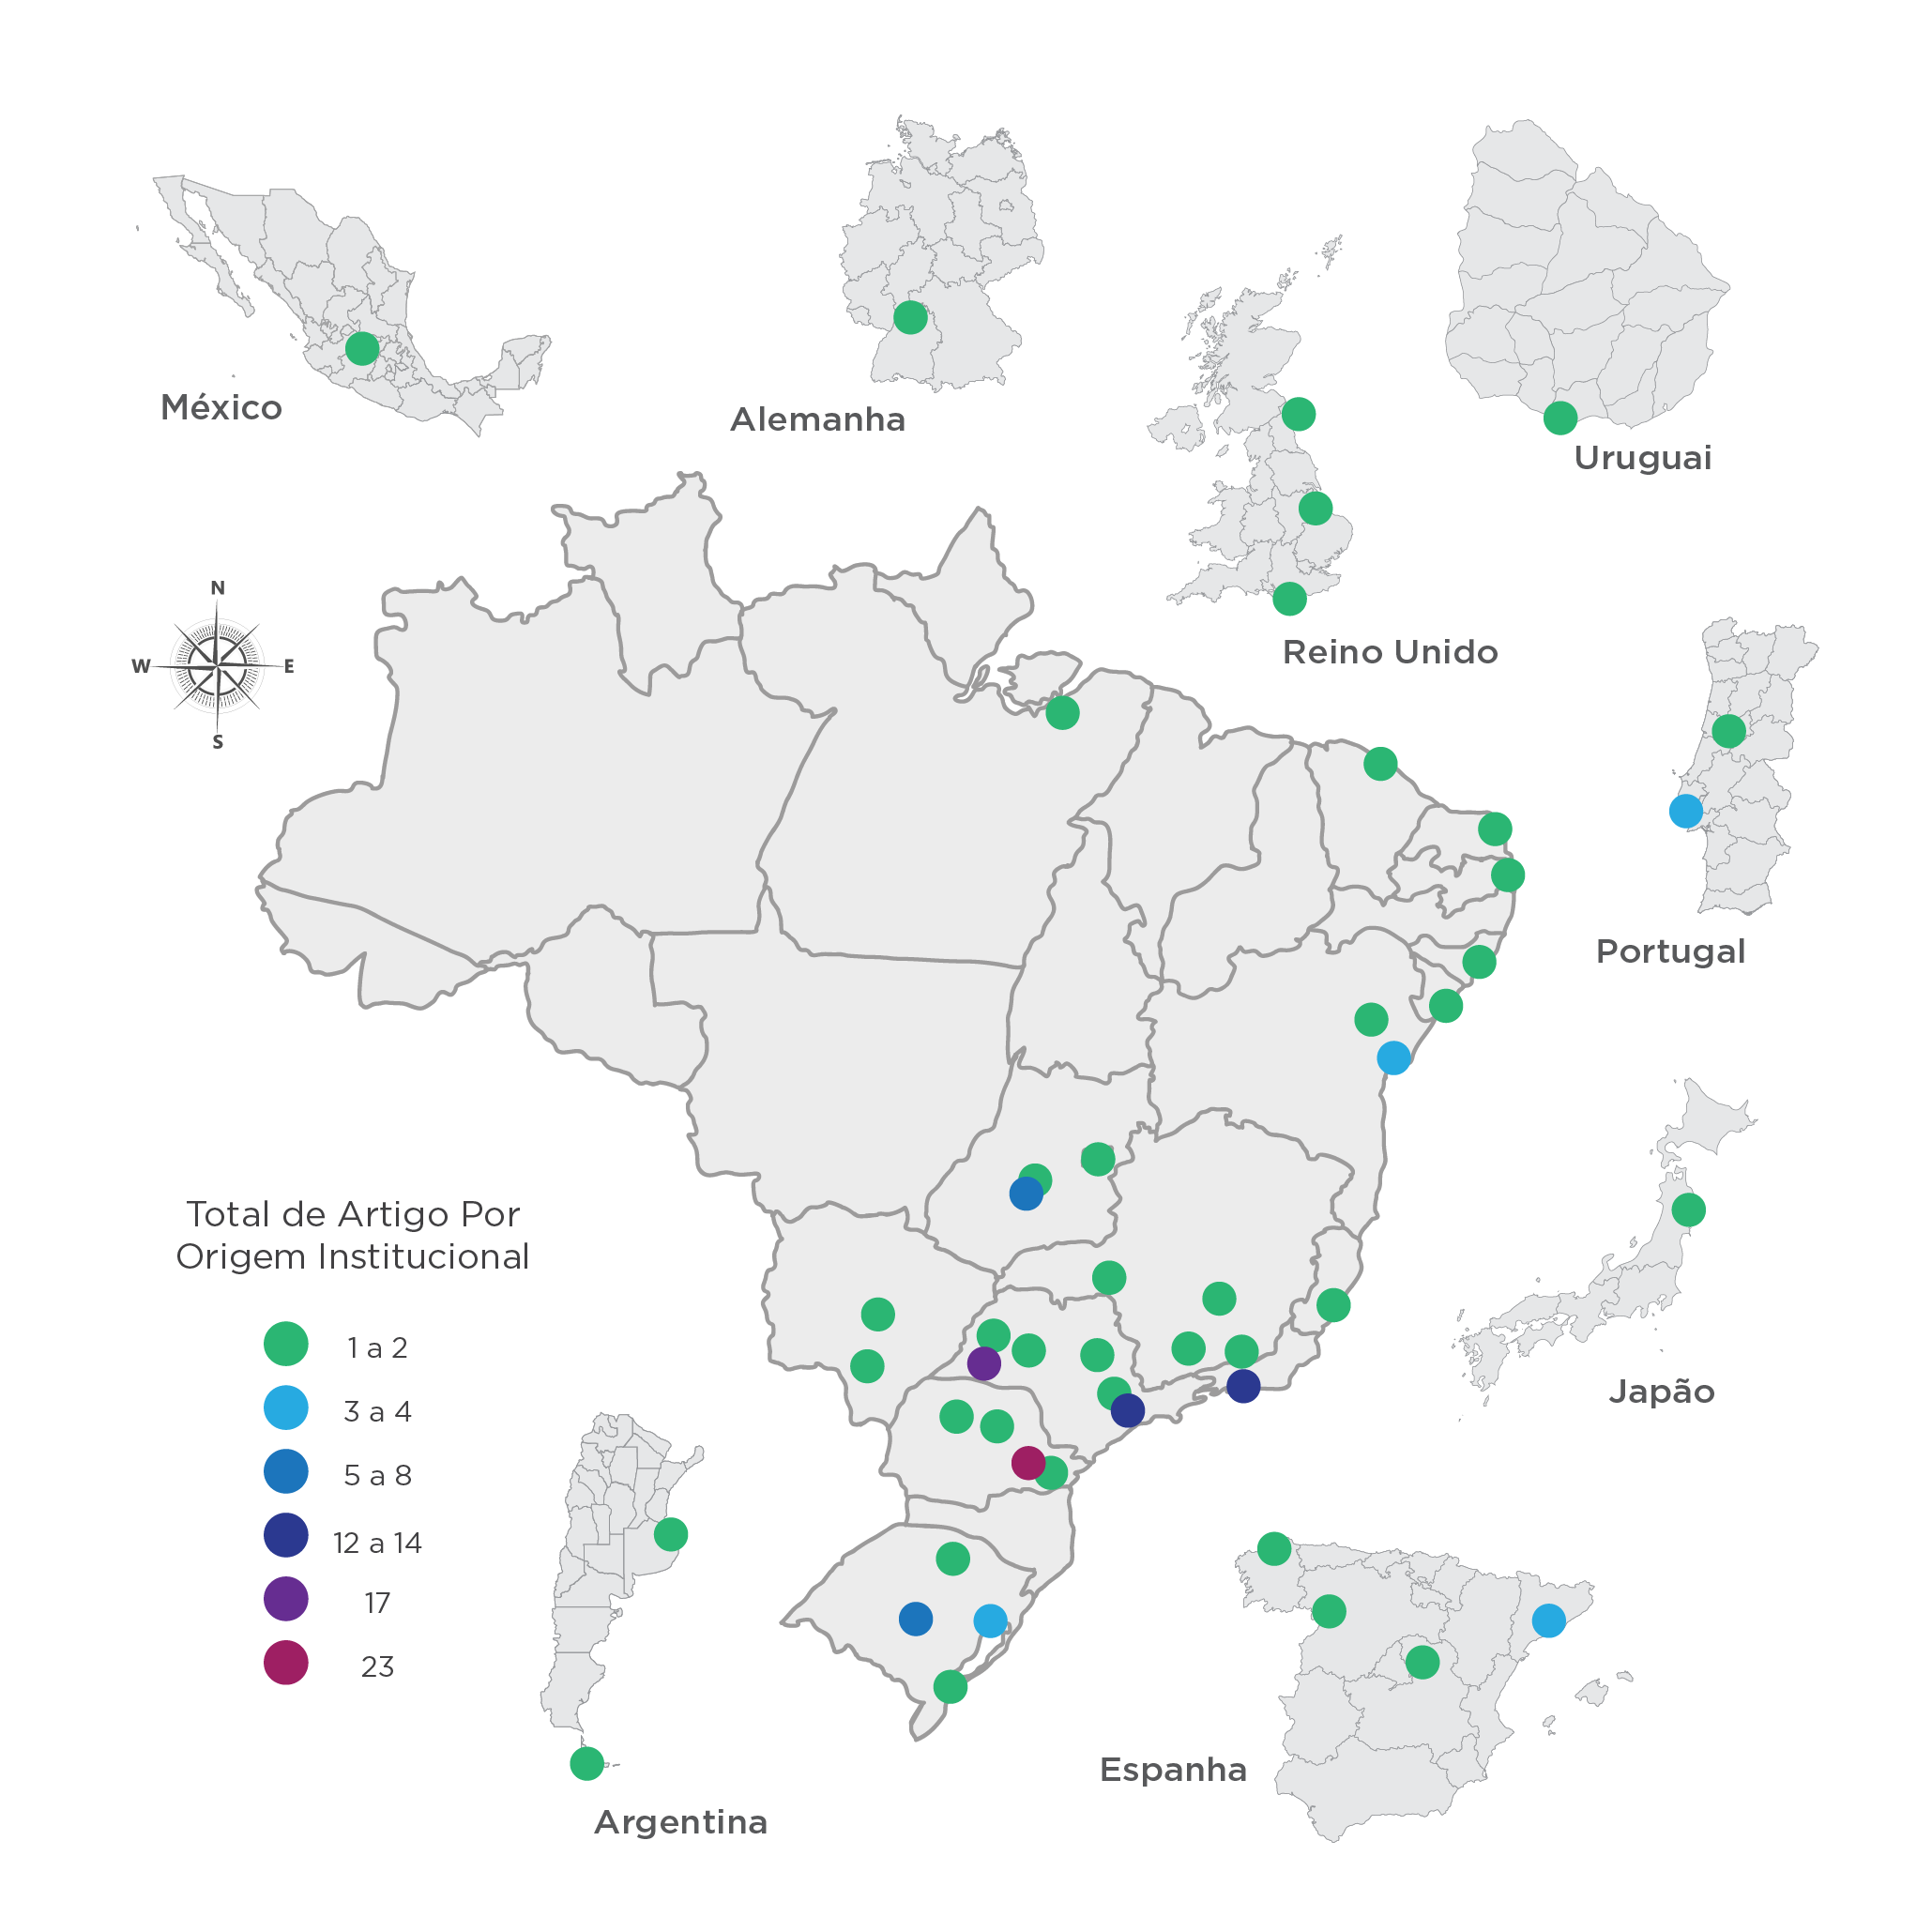 México
Alemanha
Uruguai
Reino Unido
N
W
E
S
Portugal
Japão
Total de Artigo Por
Origem Institucional
1 a 2
3 a 4
5 a 8
12 a 14
17
23
Espanha
Argentina